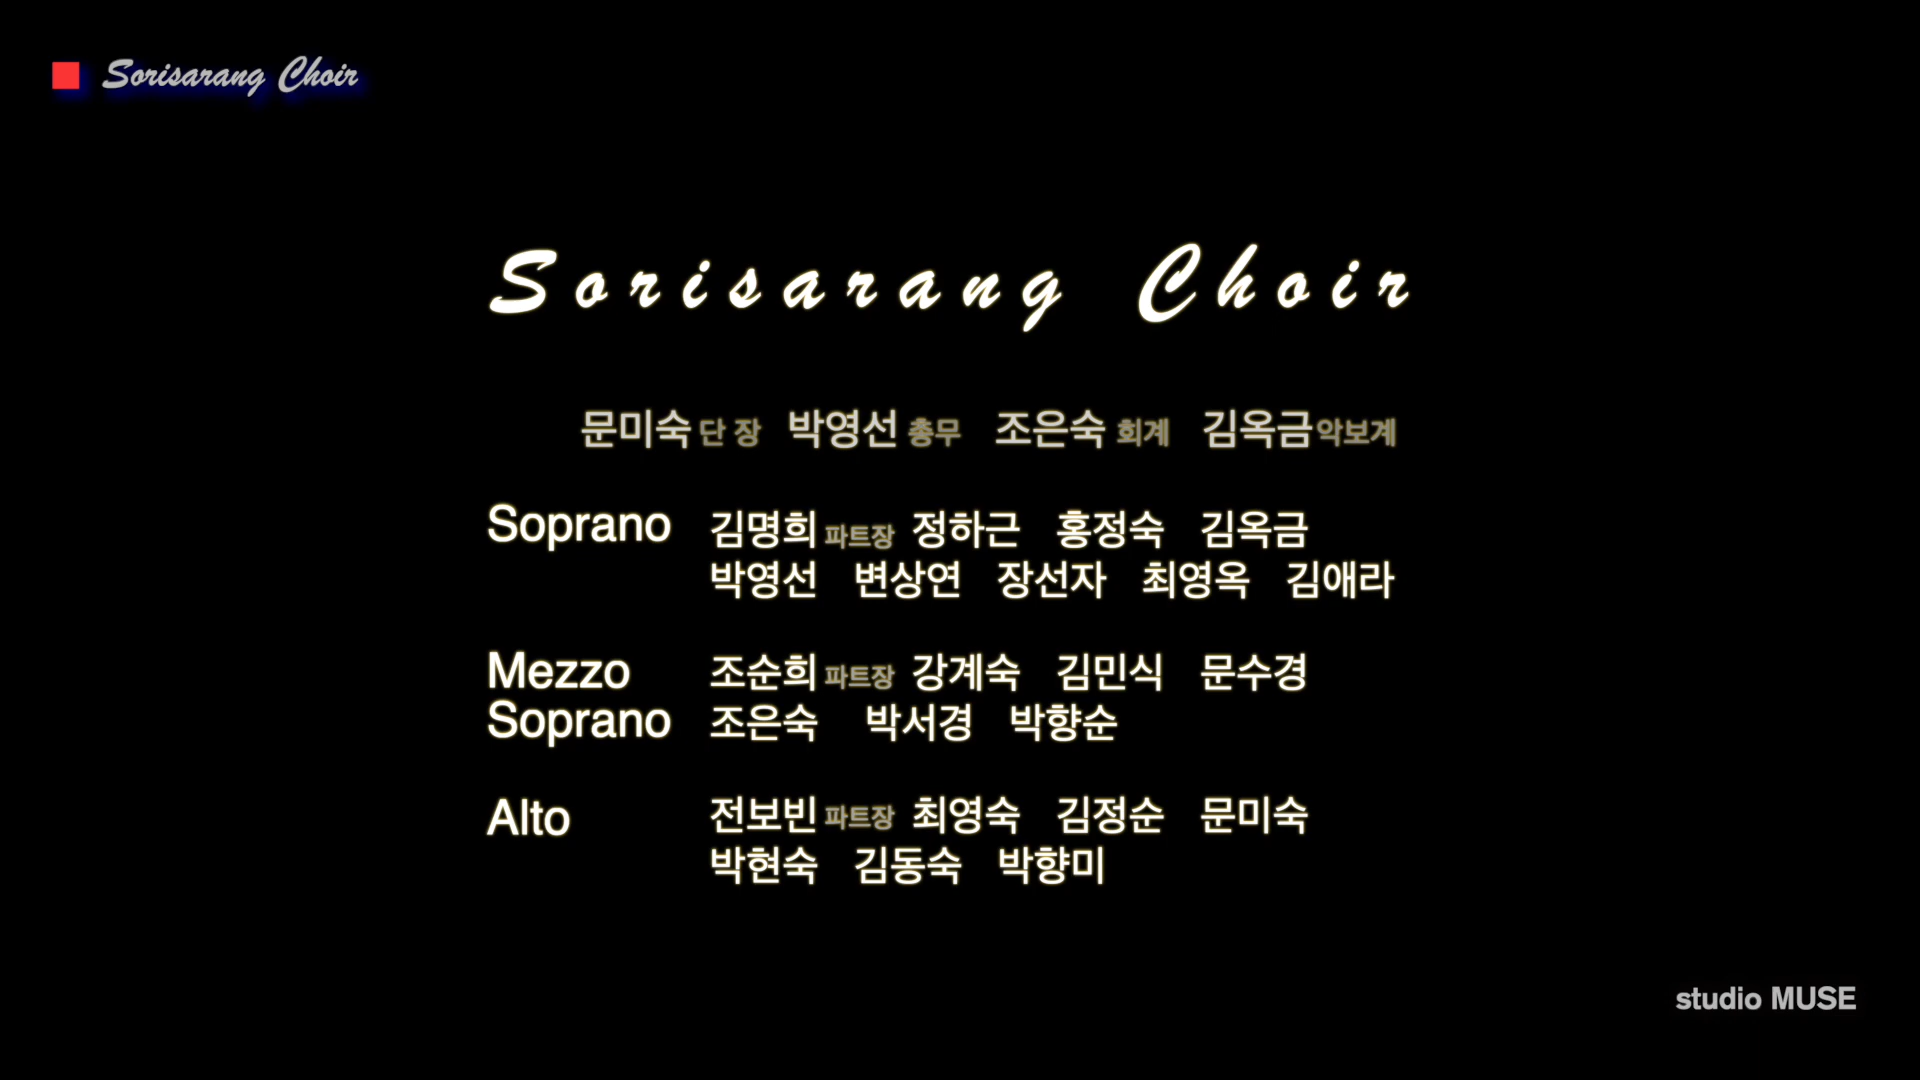 Sorisarang Choir
Sorisarang Choir
문미숙 단 장 박영선 총무 조은숙 회계 김옥금 악보계
Soprano 김명희 파트장 정하근 홍정숙 김옥금
박영선 변상연 장선자 최영옥 김애라
Mezzo 조순희 파트장 강계숙 김민식 문수경
Soprano 조은숙 박서경 박향순
Alto 전보빈 파트장 최영숙 김정순 문미숙
박현숙 김동숙 박향미
studio MUSE